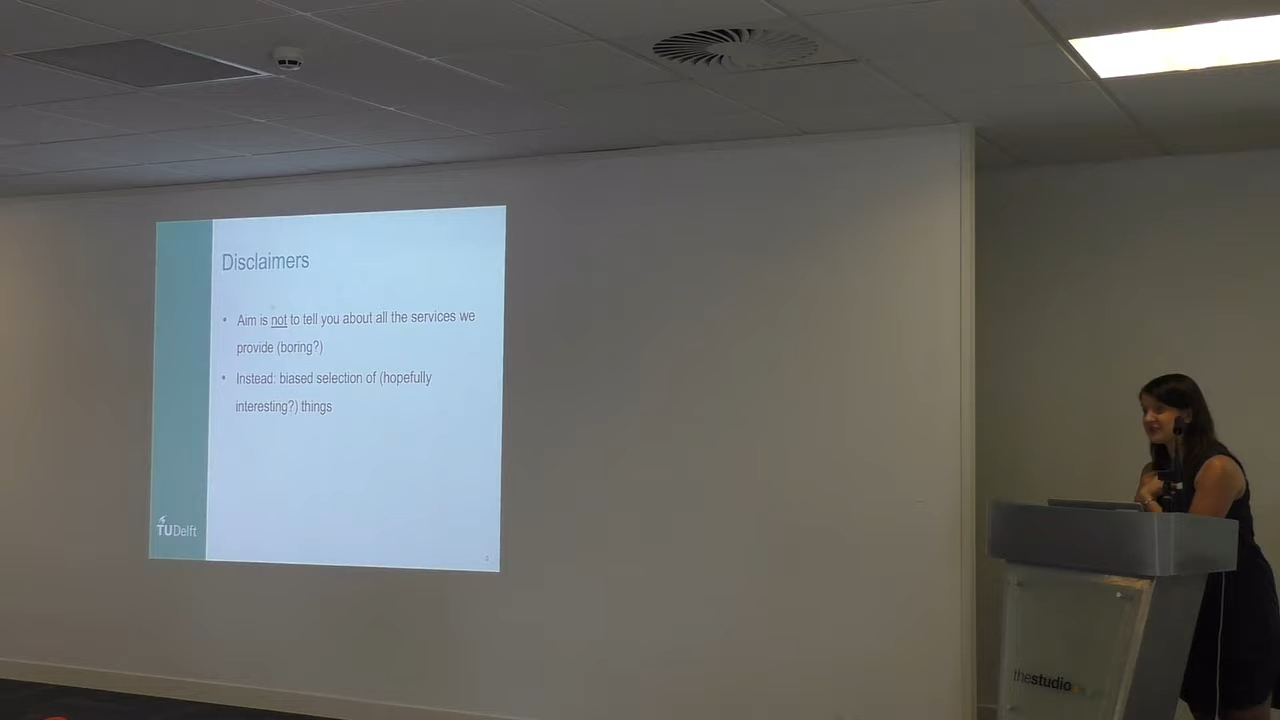 Disclaimers
• Aim is not to tell you about all the services we
provide (boring?)
• Instead: biased selection of (hopefully
interesting?) things
TUDelft
thestudio